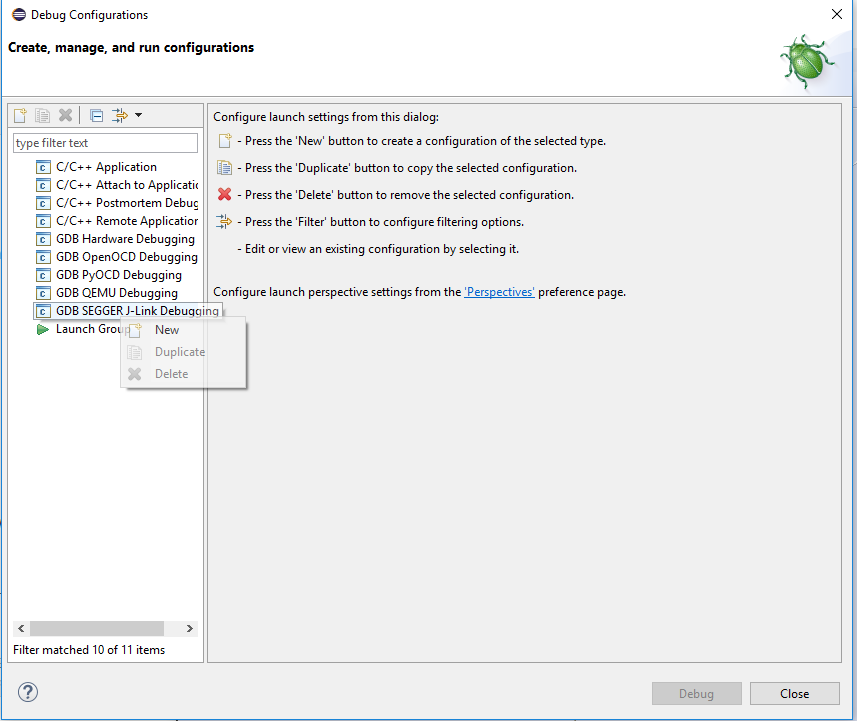 Debug Configurations
Create, manage, and run configurations
type filter text
C/C++ Application
C/C++ Attach to Applicatic
C/C++ Postmortem Debug
C/C++ Remote Application
GDB Hardware Debugging
GDB OpenOCD Debugging
GDB PyOCD Debugging
GDB QEMU Debugging
GDB SEGGER J-Link Debugging
Launch Group
New
Duplicate
Delete
Filter matched 10 of 11 items
Configure launch settings from this dialog:
- Press the 'New' button to create a configuration of the selected type.
- Press the 'Duplicate' button to copy the selected configuration.
- Press the 'Delete' button to remove the selected configuration.
- Press the 'Filter' button to configure filtering options.
- Edit or view an existing configuration by selecting it.
Configure launch perspective settings from the 'Perspectives' preference page.
?
Debug
Close